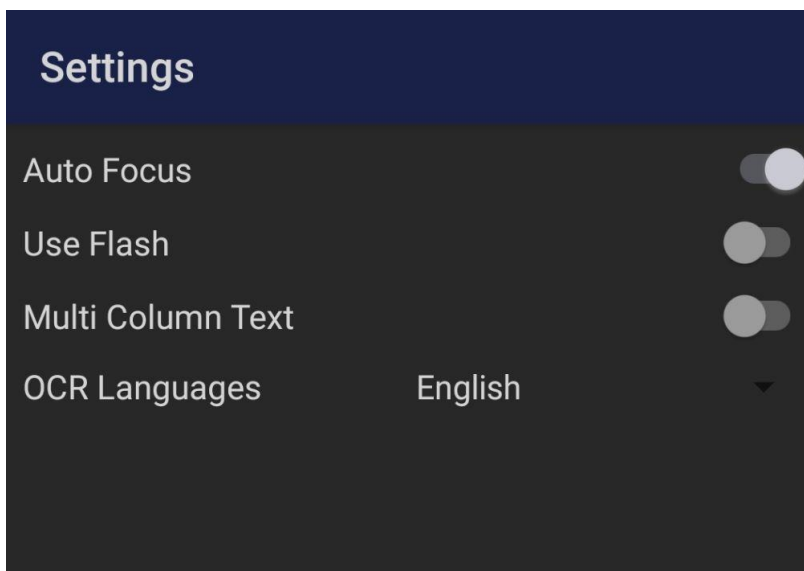 Settings
Auto Focus
Use Flash
Multi Column Text
OCR Languages English